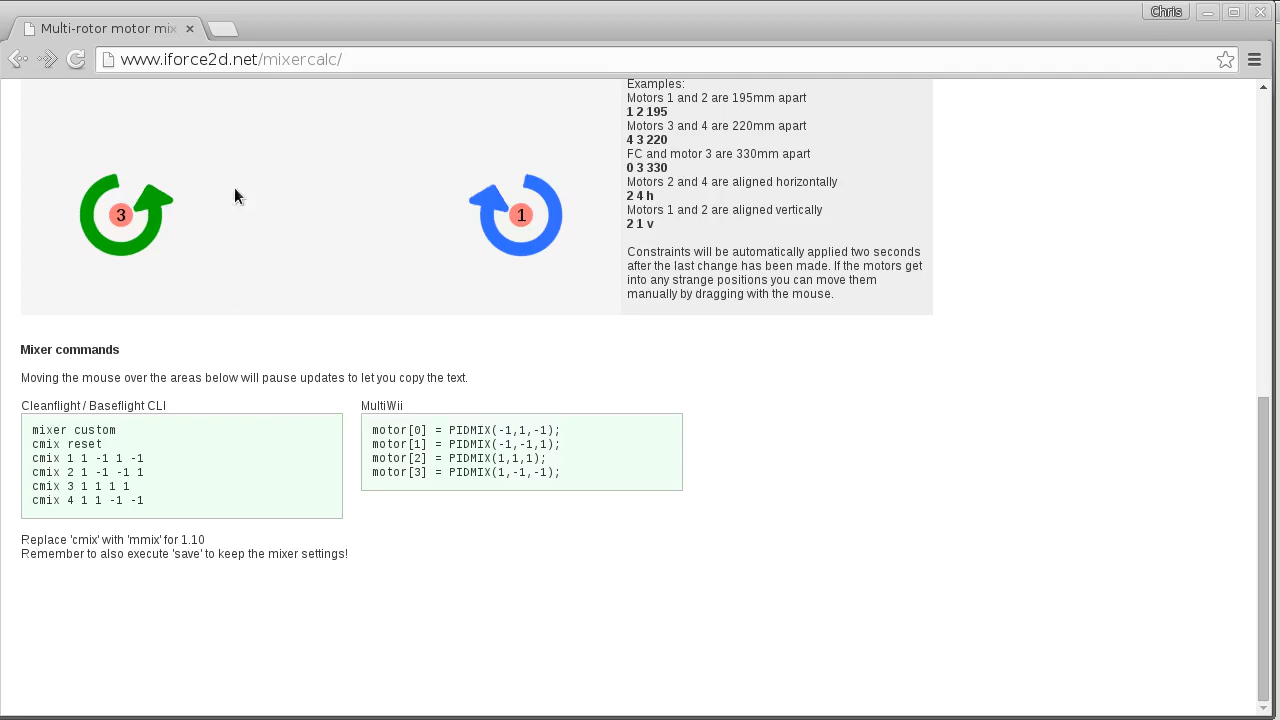 Chris
Multi-rotor motor mix
www.iforce2d.net/mixercalc/
Examples:
Motors 1 and 2 are 195mm apart
1 2 195
Motors 3 and 4 are 220mm apart
4 3 220
FC and motor 3 are 330mm apart
0 3 330
Motors 2 and 4 are aligned horizontally
2 4 h
Motors 1 and 2 are aligned vertically
2 1 v
Constraints will be automatically applied two seconds
after the last change has been made. If the motors get
into any strange positions you can move them
manually by dragging with the mouse.
3
1
Mixer commands
Moving the mouse over the areas below will pause updates to let you copy the text.
Cleanflight / Baseflight CLI
mixer custom
cmix reset
cmix 1 1 -1 1 -1
cmix 2 1 -1 -1 1
cmix 3 1 1 1 1
cmix 4 1 1 -1 -1
MultiWii
motor[0] = PIDMIX(-1,1,-1);
motor[1] = PIDMIX(-1,-1,1);
motor[2] = PIDMIX(1,1,1);
motor[3] = PIDMIX(1,-1,-1);
Replace 'cmix' with 'mmix' for 1.10
Remember to also execute 'save' to keep the mixer settings!